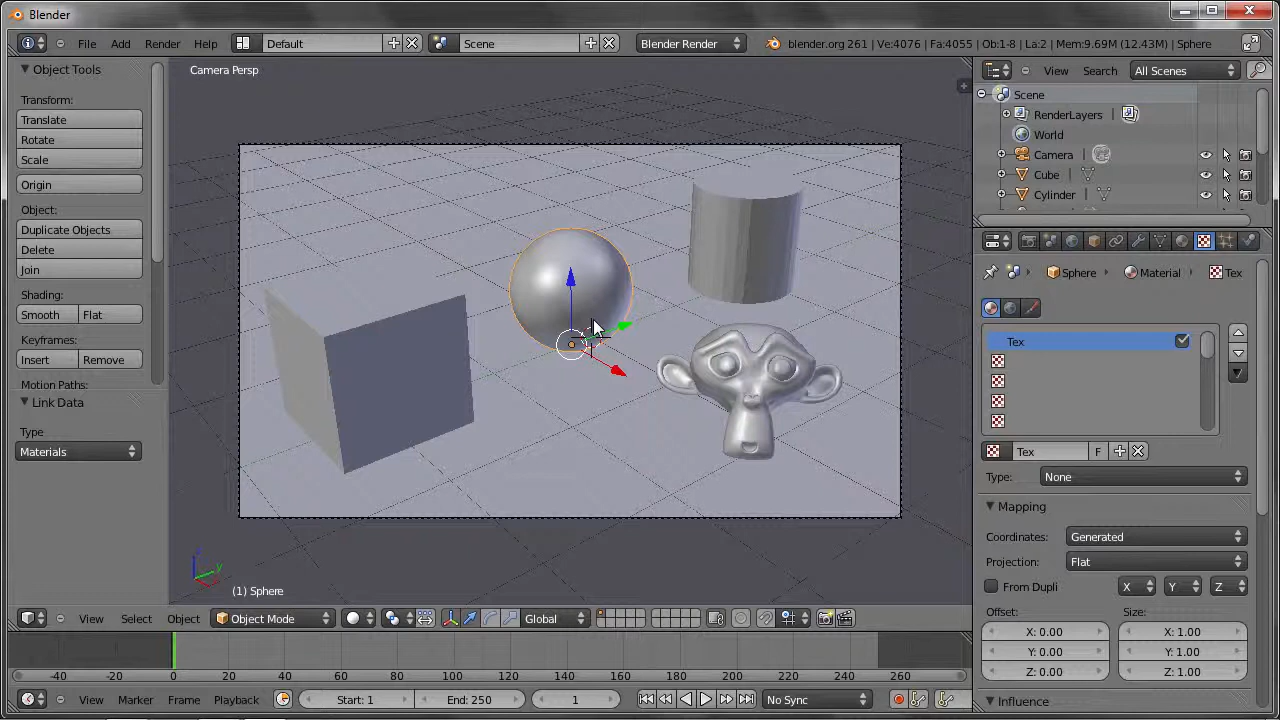 Blender
File Add Render Help Default Scene Blender Render blender.org 261 | Ve:4076 | Fa:4055 | Ob:1-8 | La:2 | Mem:9.69M (12.43M) | Sphere
Object Tools
Transform:
Translate
Rotate
Scale
Origin
Object:
Duplicate Objects
Delete
Join
Shading:
Smooth Flat
Keyframes:
Insert Remove
Motion Paths:
Link Data
Type
Materials
Camera Persp
(1) Sphere
View Select Object Object Mode Global
-40 -20 0 20 40 60 80 100 120 140 160 180 200 220 240 260
View Marker Frame Playback Start: 1 End: 250 1 No Sync
View Search All Scenes
Scene
RenderLayers
World
Camera
Cube
Cylinder
Sphere Material Tex
Tex
Tex F
Type: None
Mapping
Coordinates: Generated
Projection: Flat
From Dupli X Y Z
Offset: Size:
X: 0.00 X: 1.00
Y: 0.00 Y: 1.00
Z: 0.00 Z: 1.00
Influence